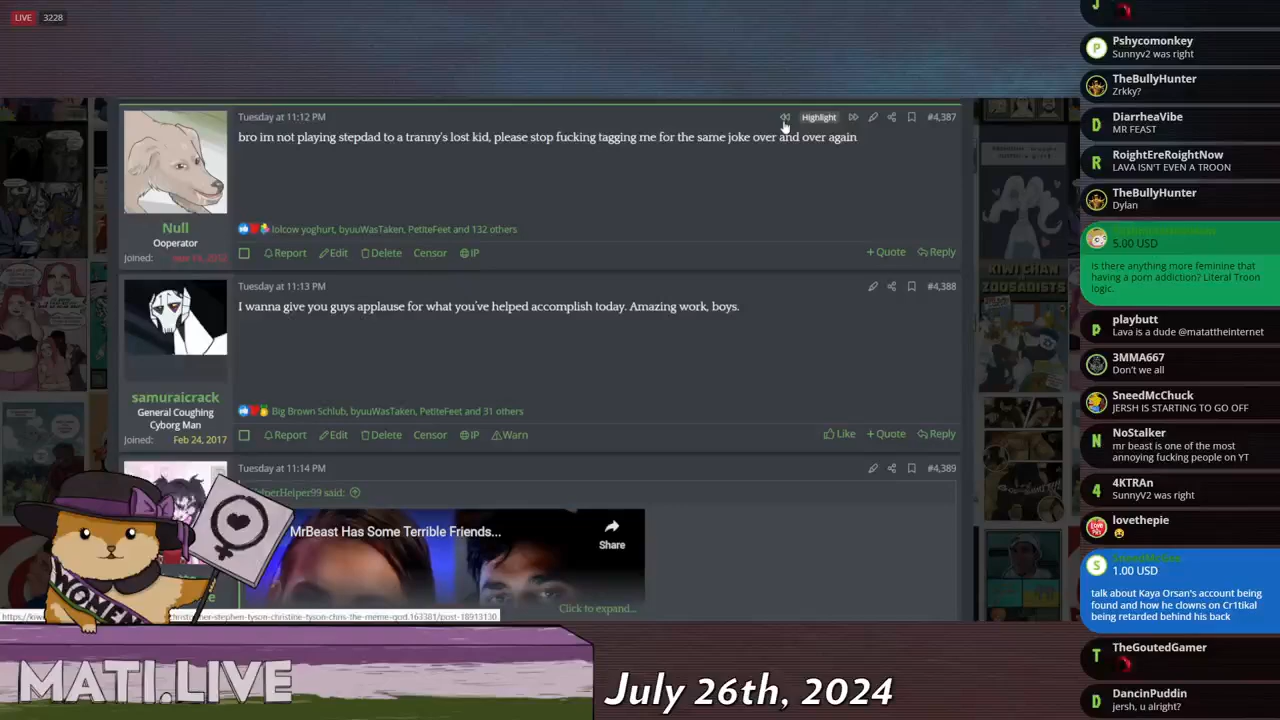 LIVE 3228
Tuesday at 11:12 PM
Highlight
#4,387
bro im not playing stepdad to a tranny's lost kid, please stop fucking tagging me for the same joke over and over again
Null
Ooperator
Joined:
lolcow yoghurt, byuuWasTaken, PetiteFeet and 132 others
Report Edit Delete Censor IP
+ Quote Reply
Tuesday at 11:13 PM
#4,388
I wanna give you guys applause for what you've helped accomplish today. Amazing work, boys.
samuraicrack
General Coughing
Cyborg Man
Joined: Feb 24, 2017
Big Brown Schlub, byuuWasTaken, PetiteFeet and 31 others
Report Edit Delete Censor IP Warn
Like + Quote Reply
Tuesday at 11:14 PM
#4,389
said:
MrBeast Has Some Terrible Friends...
Share
Click to expand...
WOMEN
MATI.LIVE
July 26th, 2024
KIWI CHAN
ZOOSADISTS
J
P
Pshycomonkey
Sunnyv2 was right
TheBullyHunter
Zrkky?
D
DiarrheaVibe
MR FEAST
R
RoightEreRoightNow
LAVA ISN'T EVEN A TROON
TheBullyHunter
Dylan
5.00 USD
is there anything more feminine that
having a porn addiction? Literal Troon
logic.
p
playbutt
Lava is a dude @matattheinternet
3MMA667
Don't we all
SneedMcChuck
JERSH IS STARTING TO GO OFF
N
NoStalker
mr beast is one of the most
annoying fucking people on YT
4
4KTRAn
SunnyV2 was right
lovethepie
S
1.00 USD
talk about Kaya Orsan's account being
found and how he clowns on Cr1tikal
being retarded behind his back
T
TheGoutedGamer
D
DancinPuddin
jersh, u alright?